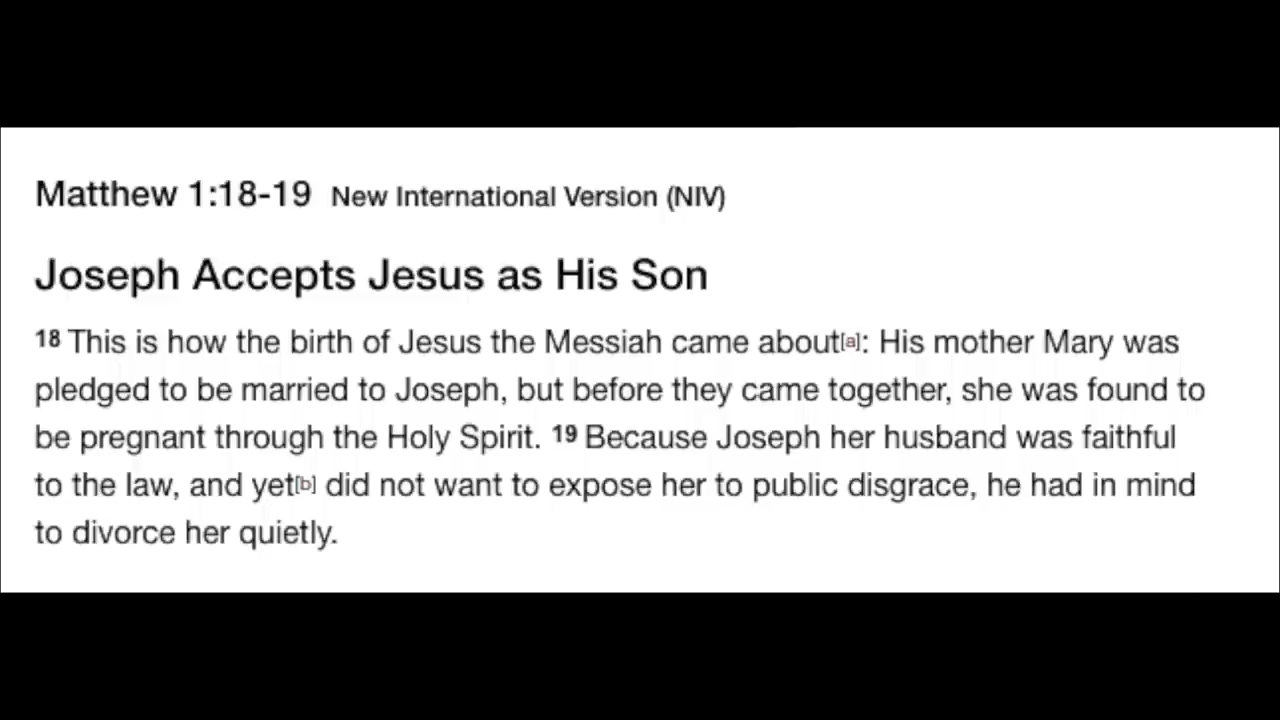 Matthew 1:18-19 New International Version (NIV)
Joseph Accepts Jesus as His Son
18 This is how the birth of Jesus the Messiah came about[a]: His mother Mary was
pledged to be married to Joseph, but before they came together, she was found to
be pregnant through the Holy Spirit. 19 Because Joseph her husband was faithful
to the law, and yet[b] did not want to expose her to public disgrace, he had in mind
to divorce her quietly.